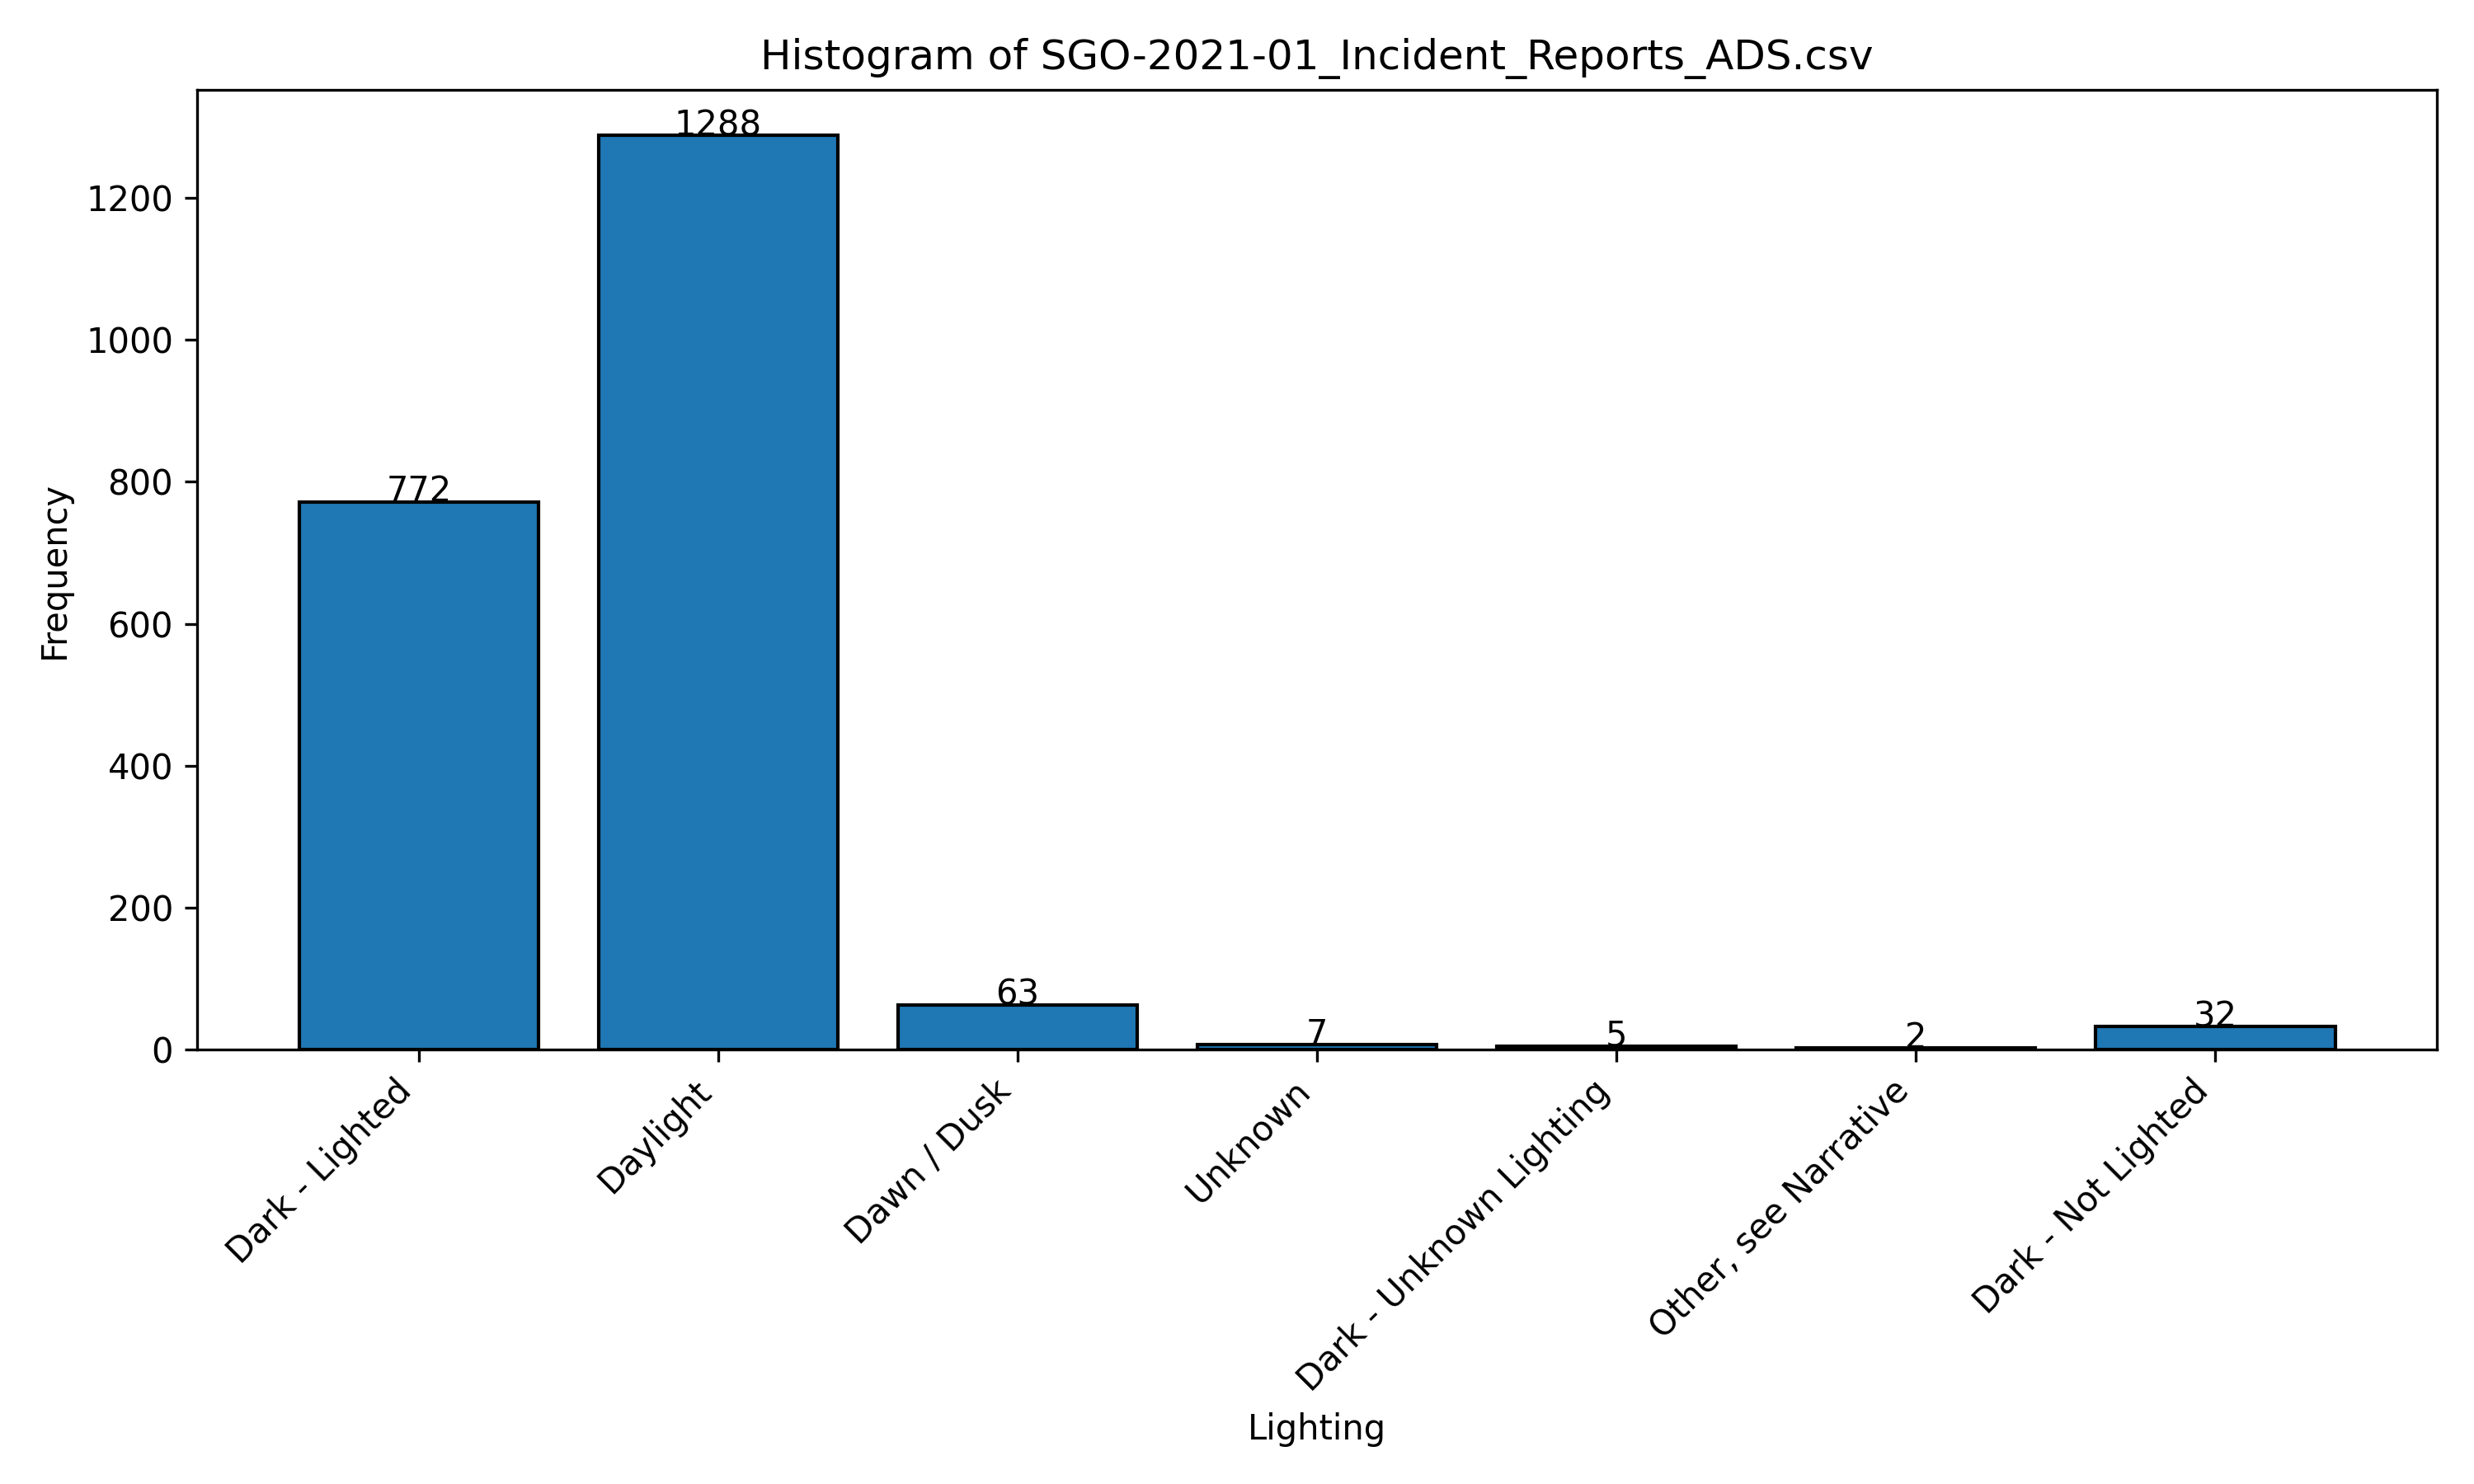 Histogram of SGO-2021-01_Incident_Reports_ADS.csv
Frequency
1200
1000
800
600
400
200
0
772
1288
63
7
5
2
32
Dark - Lighted
Daylight
Dawn / Dusk
Unknown
Dark - Unknown Lighting
Other, see Narrative
Dark - Not Lighted
Lighting